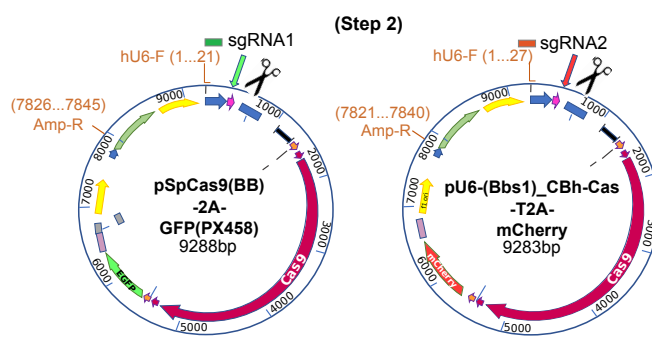 (Step 2)
sgRNA1
hU6-F (1...21)
(7826...7845)
Amp-R
1000
2000
3000
4000
5000
6000
7000
8000
9000
pSpCas9(BB)
-2A-
GFP(PX458)
9288bp
Cas9
EGFP
sgRNA2
hU6-F (1...27)
(7821...7840)
Amp-R
1000
2000
3000
4000
5000
6000
7000
8000
9000
pU6-(Bbs1)_CBh-Cas
-T2A-
mCherry
9283bp
Cas9
mCherry
f1 ori